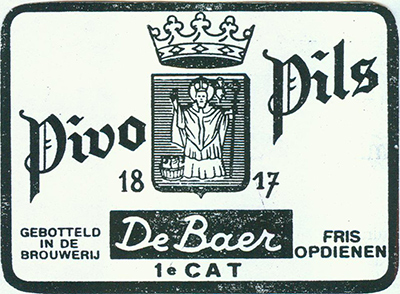 Pivo Pils
18 17
GEBOTTELD
IN DE
BROUWERIJ
De Baer
1e CAT
FRIS
OPDIENEN